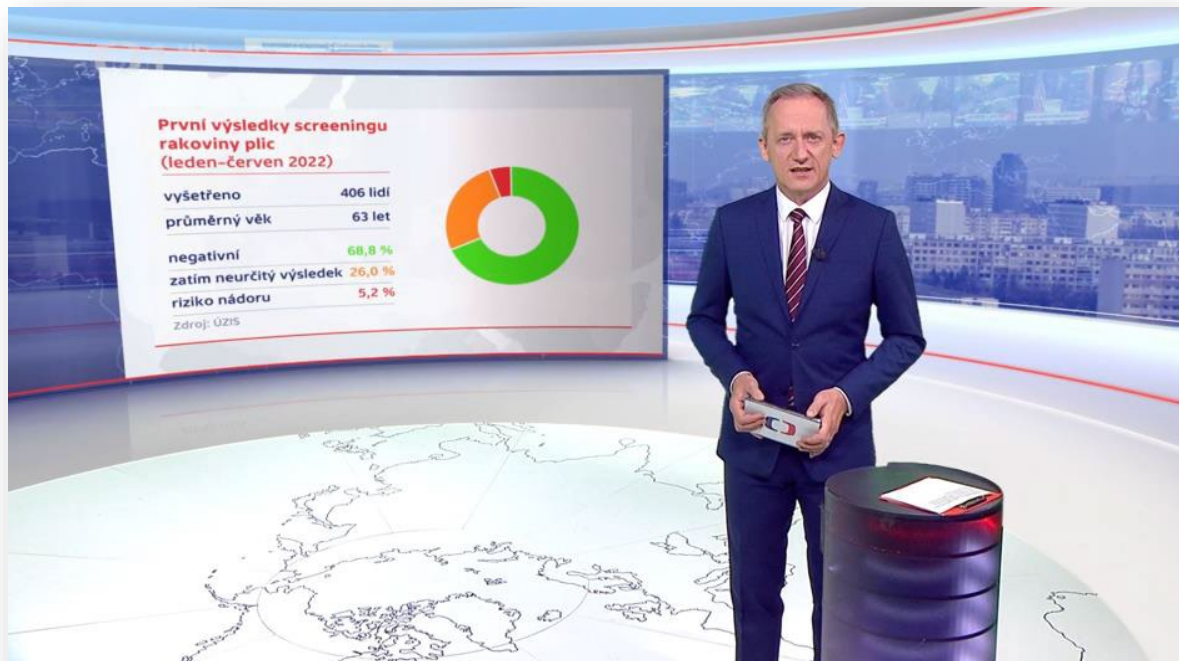 První výsledky screeningu
rakoviny plic
(leden–červen 2022)
vyšetřeno 406 lidí
průměrný věk 63 let
negativní 68,8 %
zatím neurčitý výsledek 26,0 %
riziko nádoru 5,2 %
Zdroj: ÚZIS